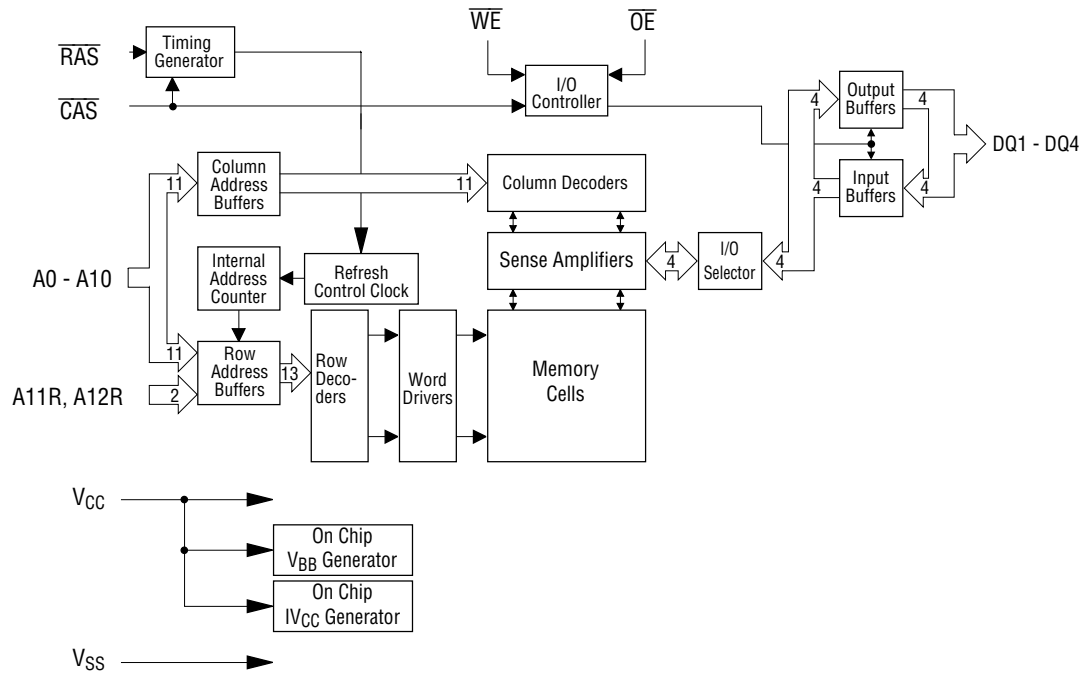 WE
OE
RAS
Timing
Generator
CAS
I/O
Controller
4
Output
Buffers
4
DQ1 - DQ4
11
Column
Address
Buffers
11
Column Decoders
4
Input
Buffers
4
A0 - A10
Internal
Address
Counter
Refresh
Control Clock
Sense Amplifiers
4
I/O
Selector
4
11
Row
Address
Buffers
13
Row
Deco-
ders
Word
Drivers
Memory
Cells
A11R, A12R
2
VCC
On Chip
VBB Generator
On Chip
IVCC Generator
VSS